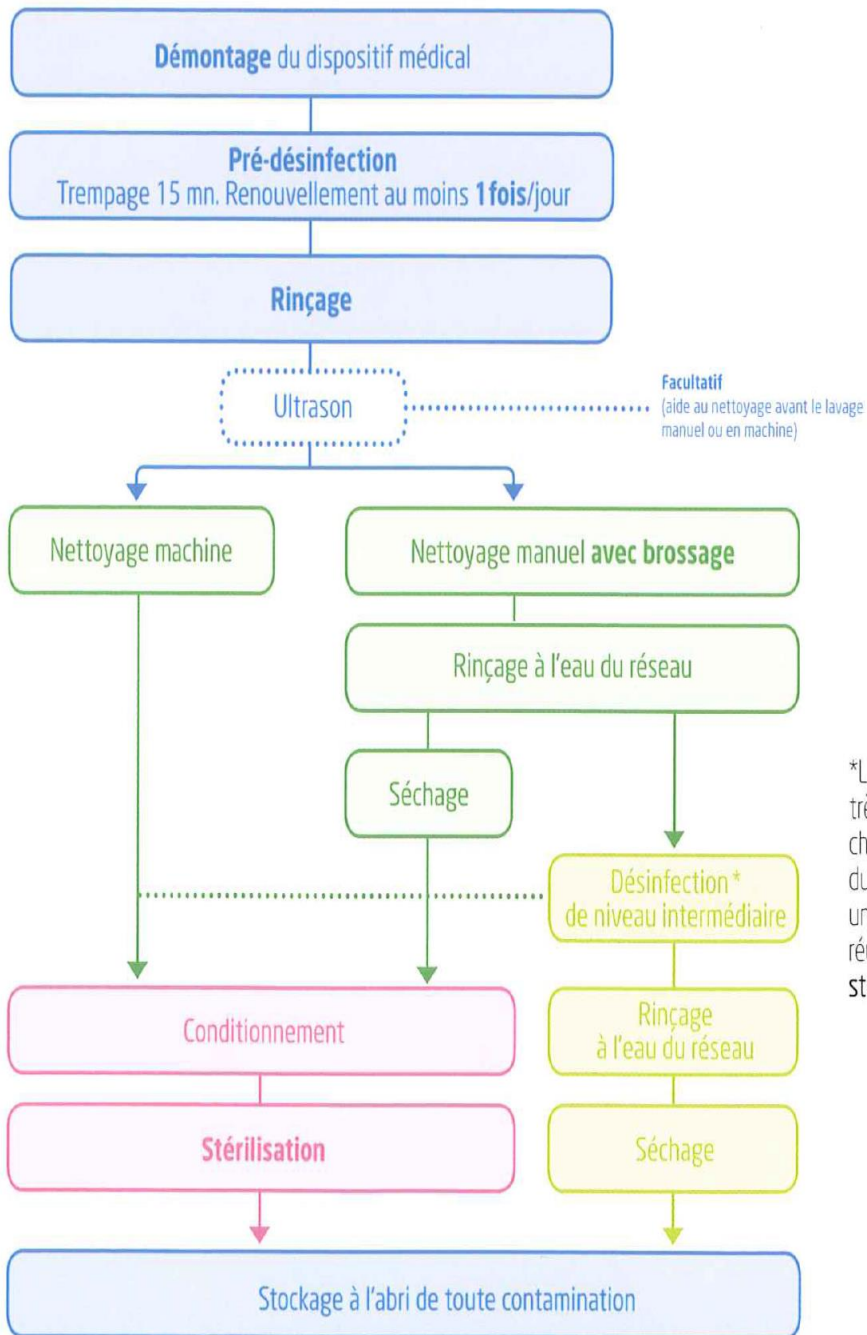 Démontage du dispositif médical
Pré-désinfection
Trempage 15 mn. Renouvellement au moins 1 fois/jour
Rinçage
Ultrason
Facultatif
(aide au nettoyage avant le lavage
manuel ou en machine)
Nettoyage machine
Nettoyage manuel avec brossage
Rinçage à l'eau du réseau
Séchage
Désinfection *
de niveau intermédiaire
Conditionnement
Rinçage
à l'eau du réseau
Stérilisation
Séchage
Stockage à l'abri de toute contamination